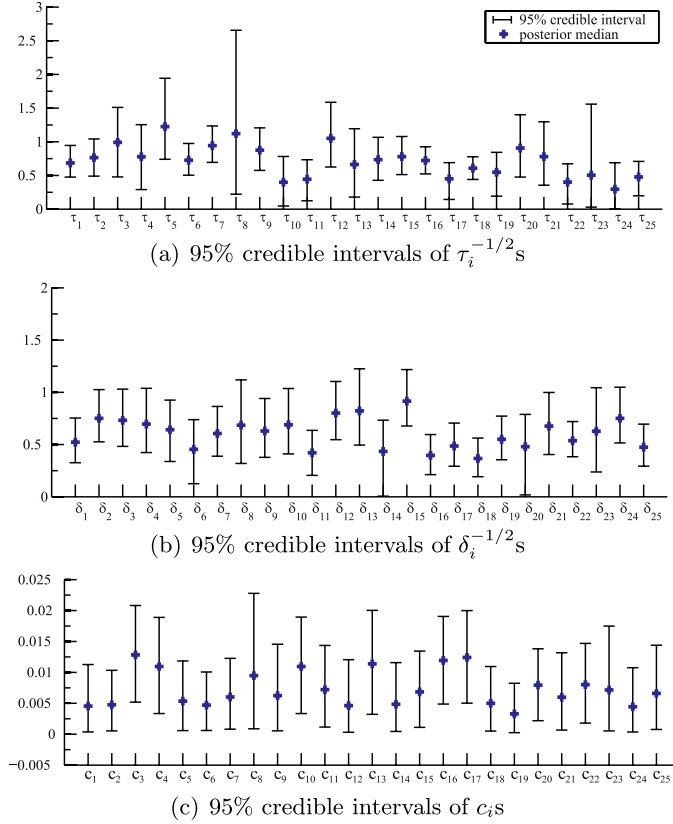 3
95% credible interval
posterior median
2.5
2
1.5
1
0.5
0
τ1 τ2 τ3 τ4 τ5 τ6 τ7 τ8 τ9 τ10 τ11 τ12 τ13 τ14 τ15 τ16 τ17 τ18 τ19 τ20 τ21 τ22 τ23 τ24 τ25
(a) 95% credible intervals of τ_i^{-1/2}s
2
1.5
1
0.5
0
δ1 δ2 δ3 δ4 δ5 δ6 δ7 δ8 δ9 δ10 δ11 δ12 δ13 δ14 δ15 δ16 δ17 δ18 δ19 δ20 δ21 δ22 δ23 δ24 δ25
(b) 95% credible intervals of δ_i^{-1/2}s
0.025
0.02
0.015
0.01
0.005
0
−0.005
c1 c2 c3 c4 c5 c6 c7 c8 c9 c10 c11 c12 c13 c14 c15 c16 c17 c18 c19 c20 c21 c22 c23 c24 c25
(c) 95% credible intervals of c_i s